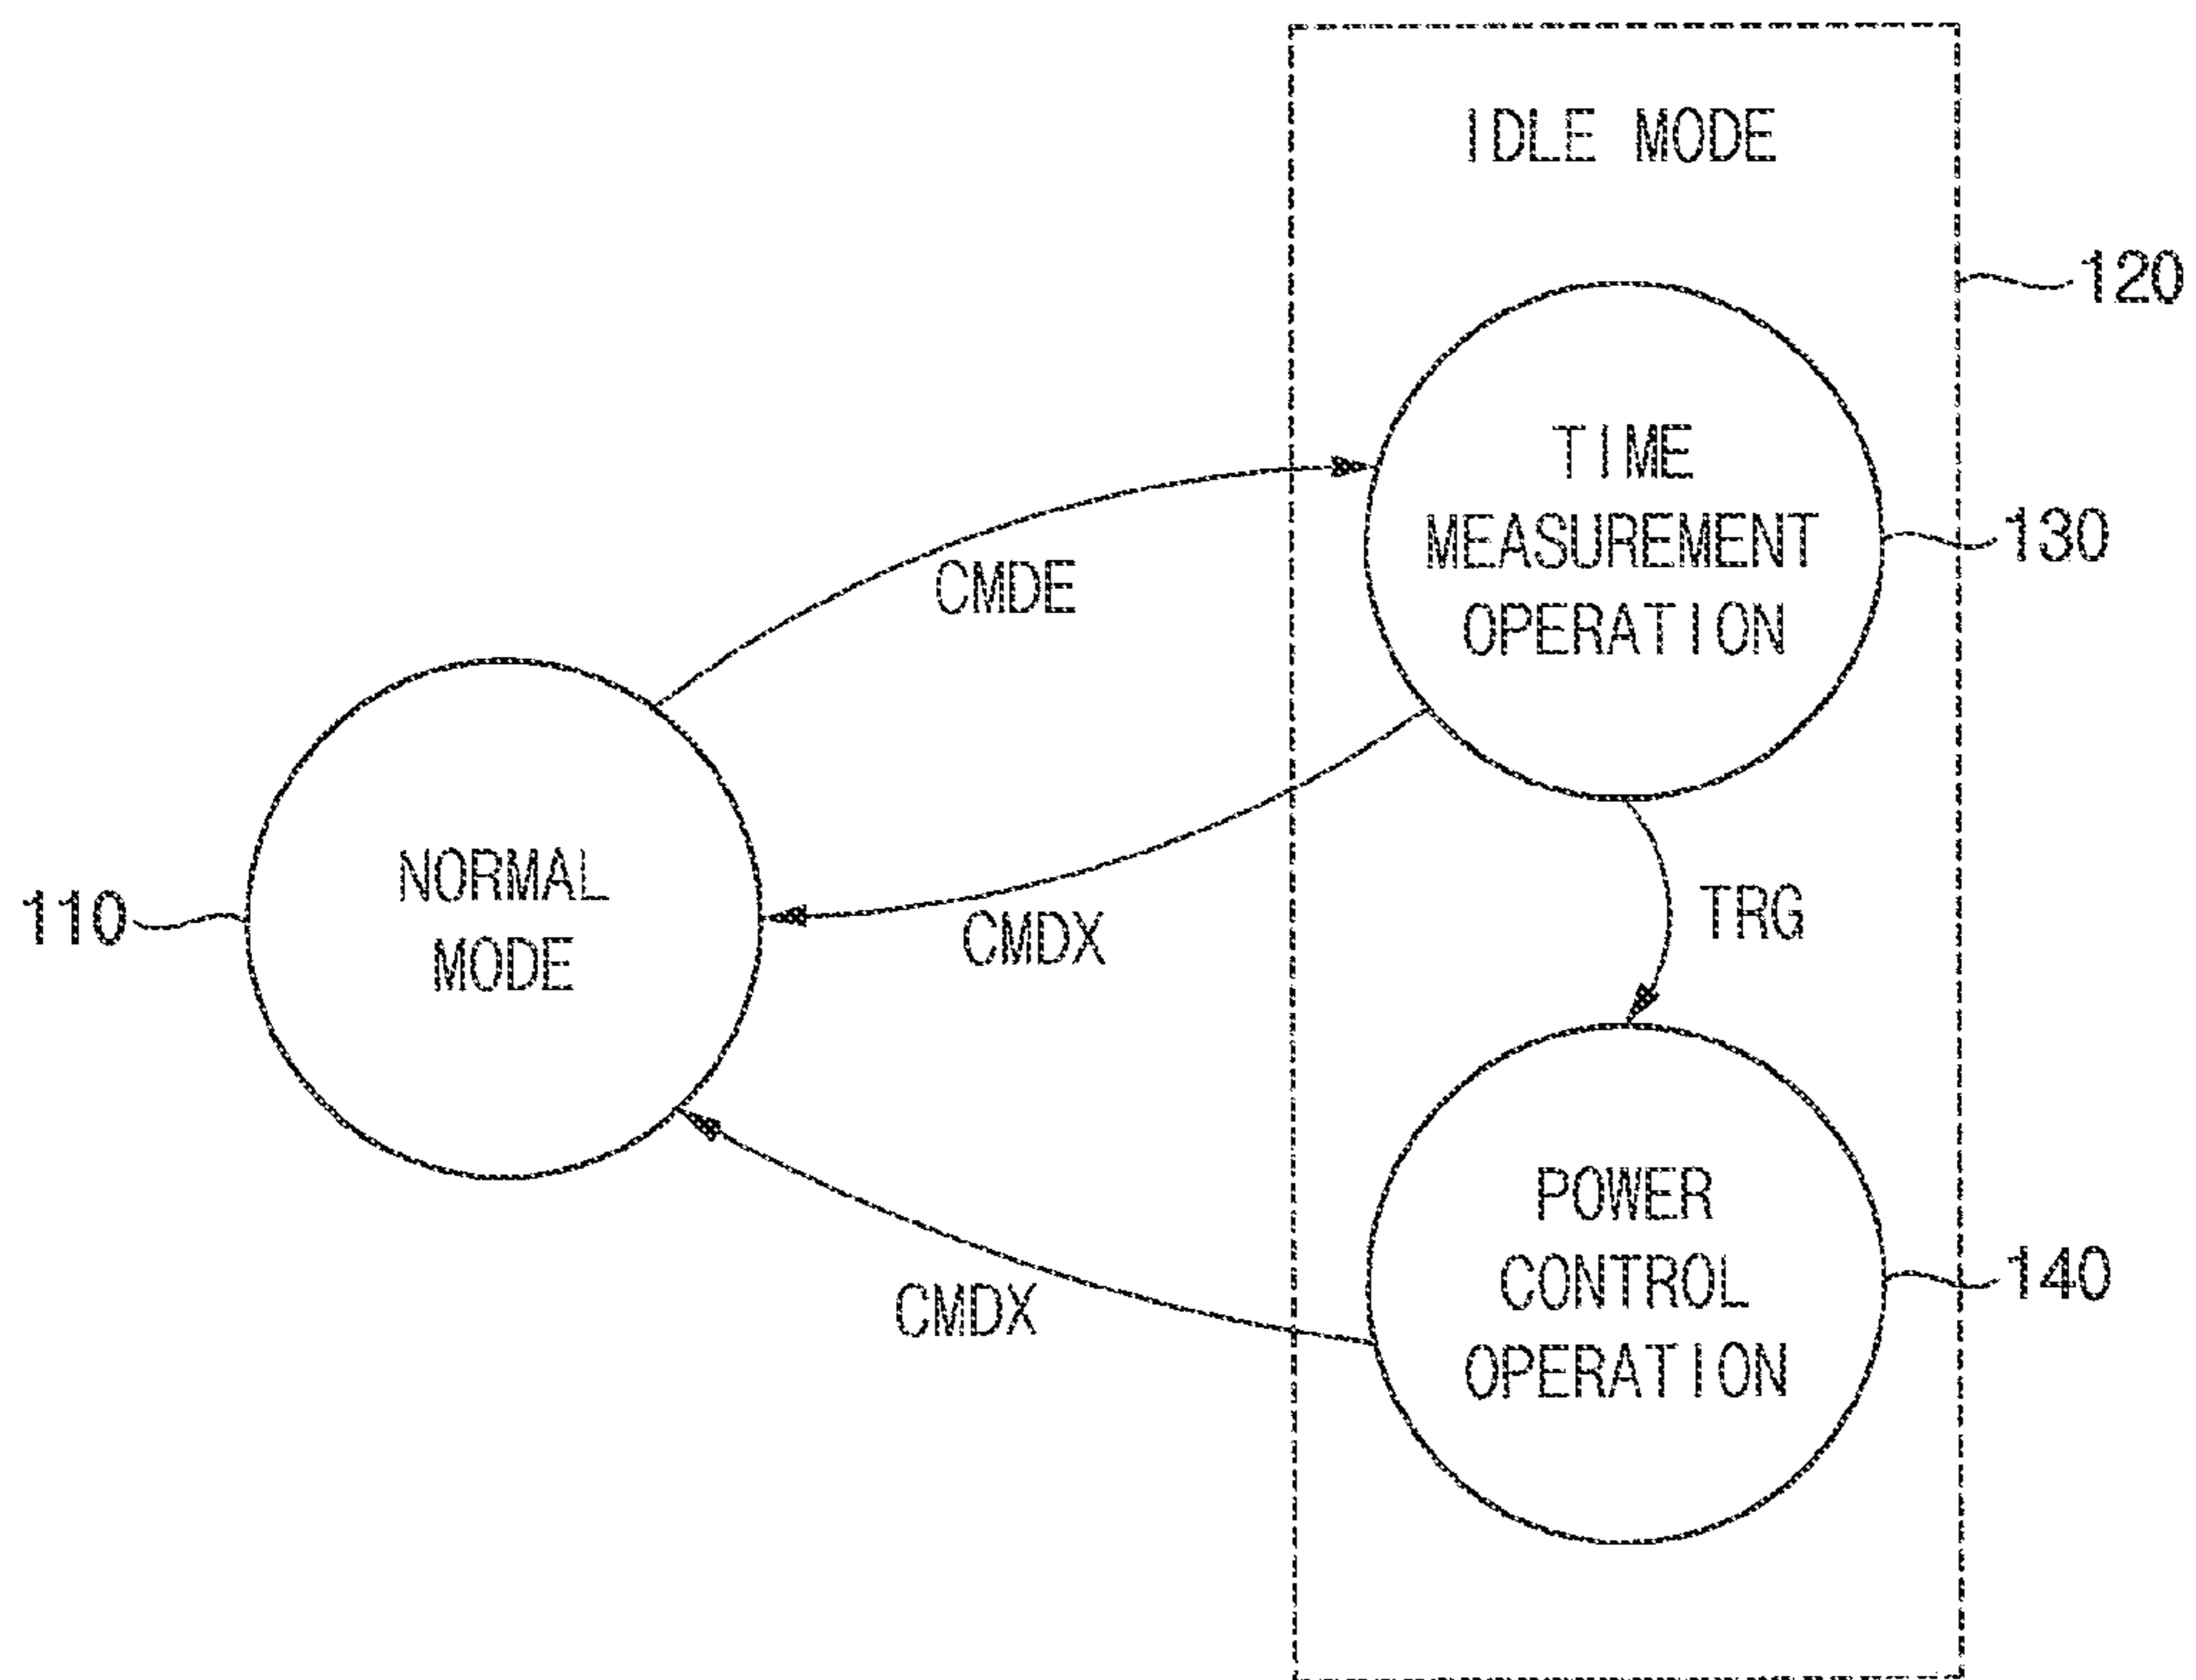 IDLE MODE
120
TIME
MEASUREMENT
OPERATION
130
CMDE
NORMAL
MODE
110
CMDX
TRG
POWER
CONTROL
OPERATION
140
CMDX